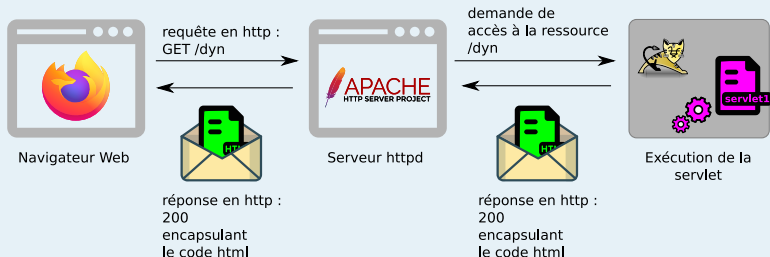 requête en http :
GET /dyn
demande de
accès à la ressource
/dyn
APACHE
HTTP SERVER PROJECT
servlet1
Navigateur Web
Serveur httpd
Exécution de la
servlet
HT
HT
réponse en http :
200
encapsulant
le code html
réponse en http :
200
encapsulant
le code html